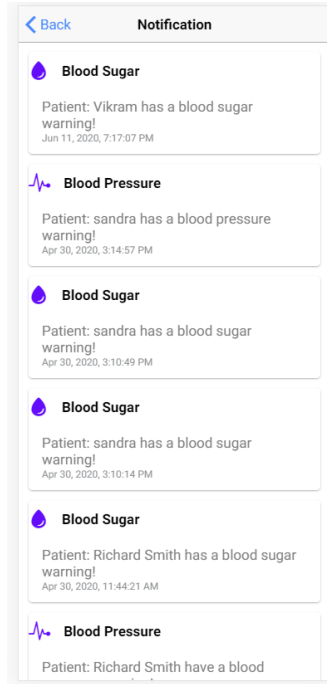 Back Notification
Blood Sugar
Patient: Vikram has a blood sugar
warning!
Jun 11, 2020, 7:17:07 PM
Blood Pressure
Patient: sandra has a blood pressure
warning!
Apr 30, 2020, 3:14:57 PM
Blood Sugar
Patient: sandra has a blood sugar
warning!
Apr 30, 2020, 3:10:49 PM
Blood Sugar
Patient: sandra has a blood sugar
warning!
Apr 30, 2020, 3:10:14 PM
Blood Sugar
Patient: Richard Smith has a blood sugar
warning!
Apr 30, 2020, 11:44:21 AM
Blood Pressure
Patient: Richard Smith have a blood